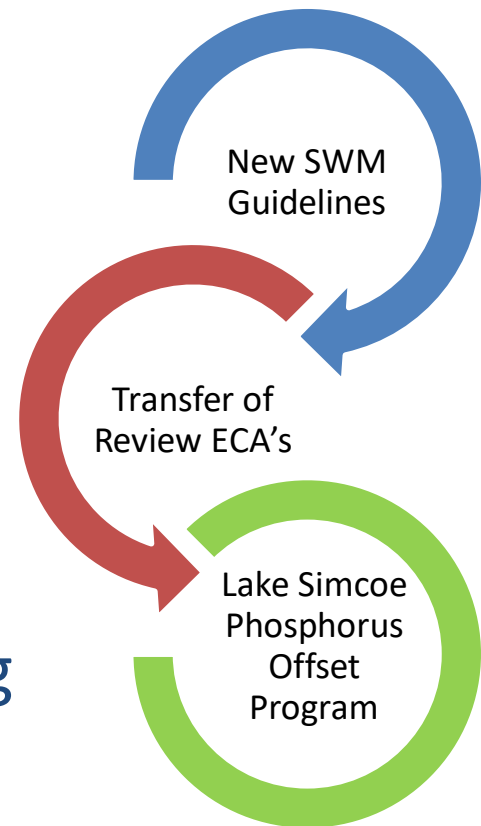 New SWM
Guidelines
Transfer of
Review ECA's
Lake Simcoe
Phosphorus
Offset
Program
g